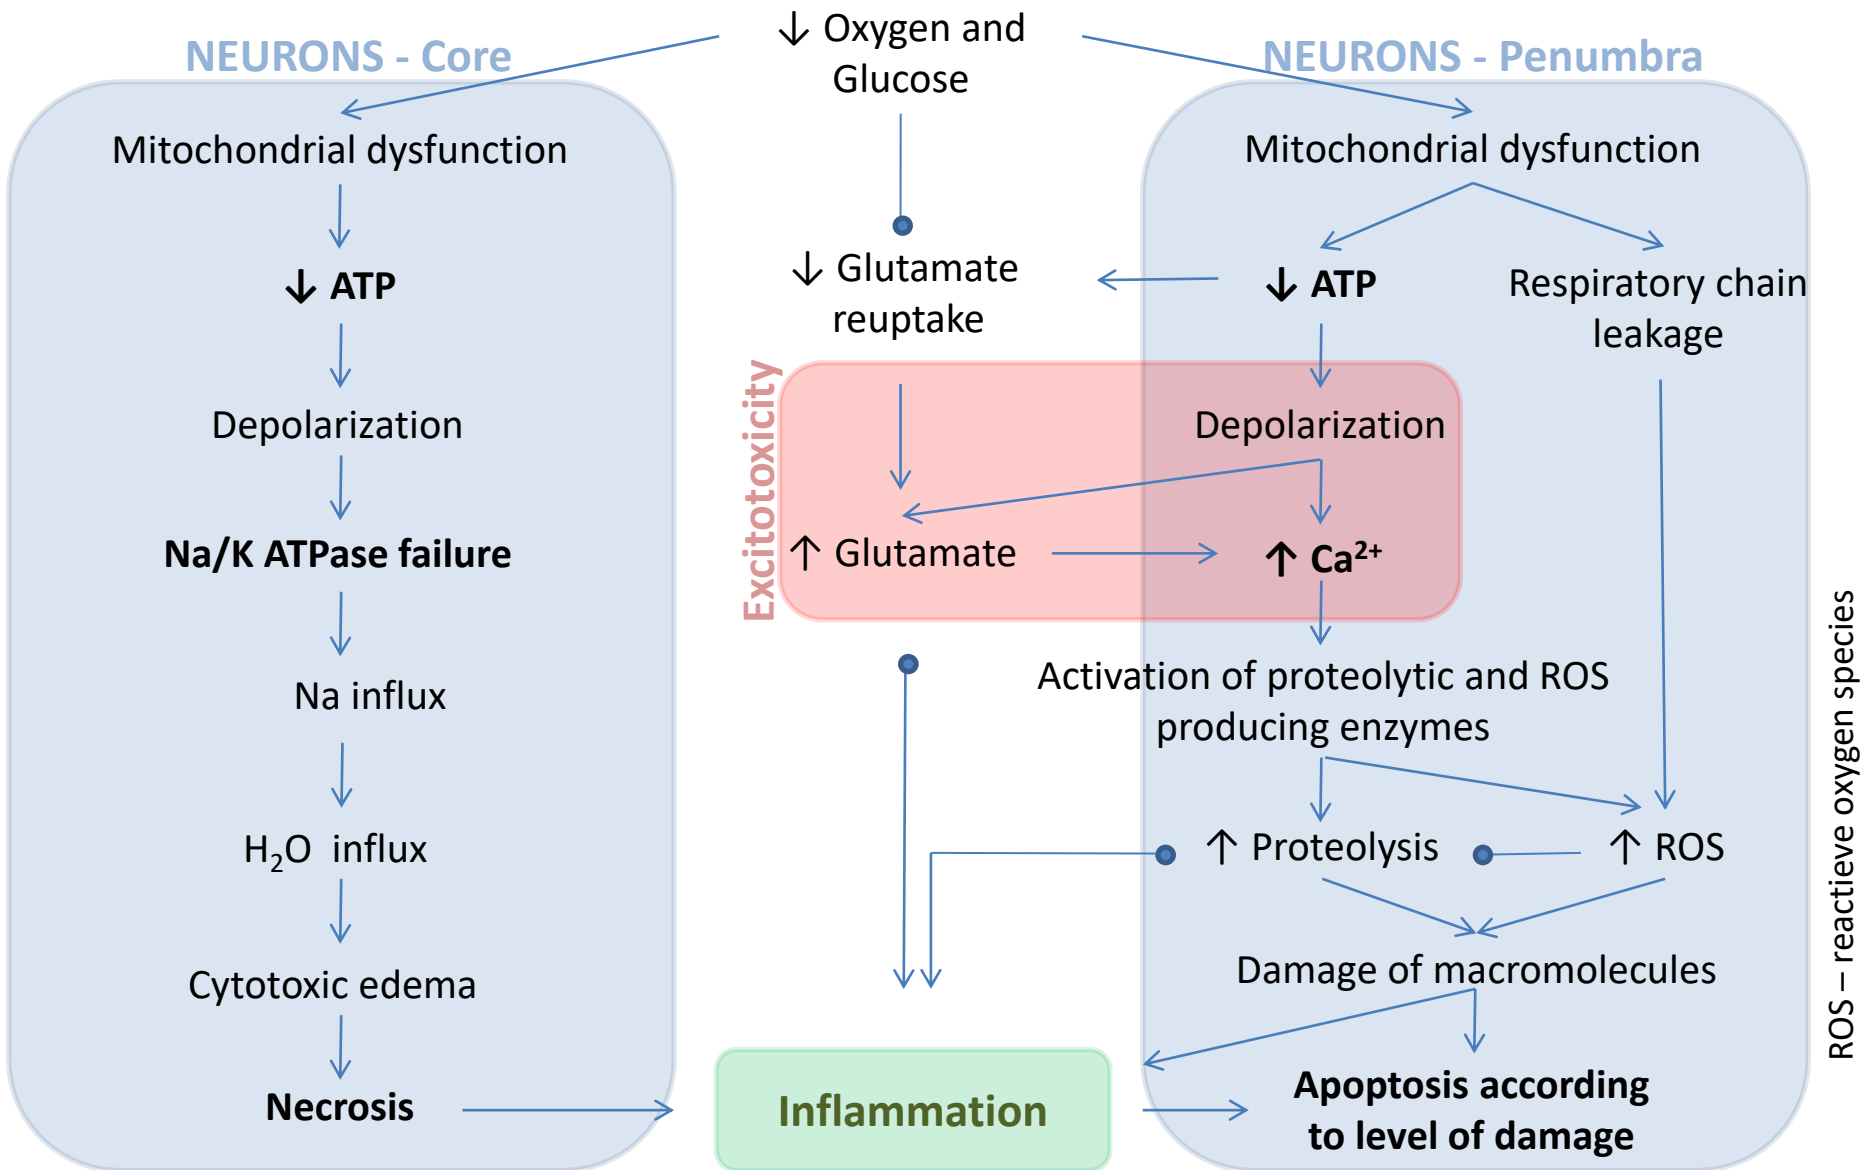 ↓ Oxygen and
Glucose
NEURONS - Core
Mitochondrial dysfunction
↓ ATP
Depolarization
Na/K ATPase failure
Na influx
H₂O influx
Cytotoxic edema
Necrosis
↓ Glutamate
reuptake
Excitotoxicity
↑ Glutamate
Inflammation
NEURONS - Penumbra
Mitochondrial dysfunction
↓ ATP
Respiratory chain
leakage
Depolarization
↑ Ca²⁺
Activation of proteolytic and ROS
producing enzymes
↑ Proteolysis
↑ ROS
Damage of macromolecules
Apoptosis according
to level of damage
ROS – reactieve oxygen species